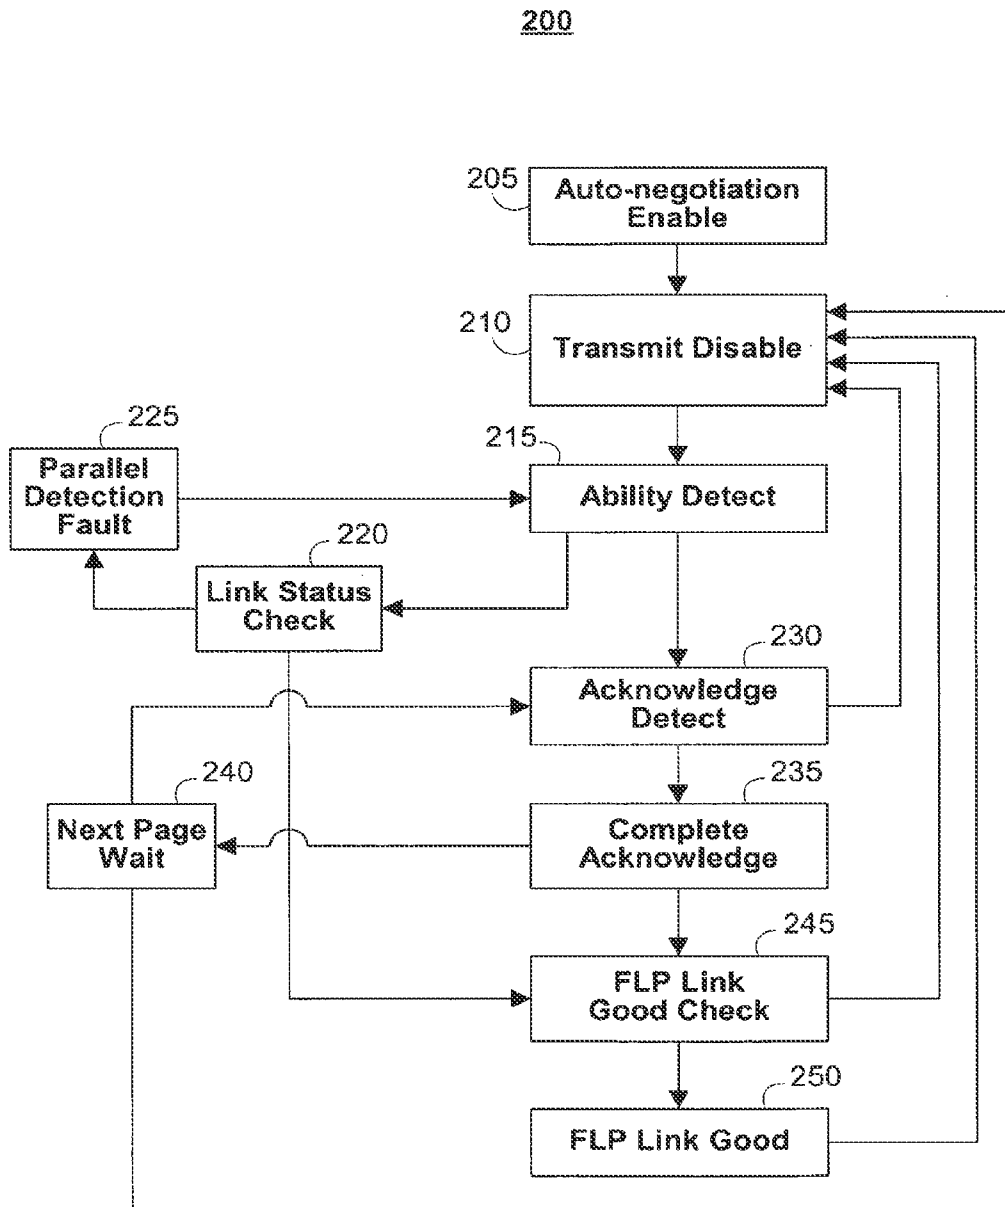 200
205
Auto-negotiation
Enable
210
Transmit Disable
225
Parallel
Detection
Fault
215
Ability Detect
220
Link Status
Check
230
Acknowledge
Detect
240
Next Page
Wait
235
Complete
Acknowledge
245
FLP Link
Good Check
250
FLP Link Good